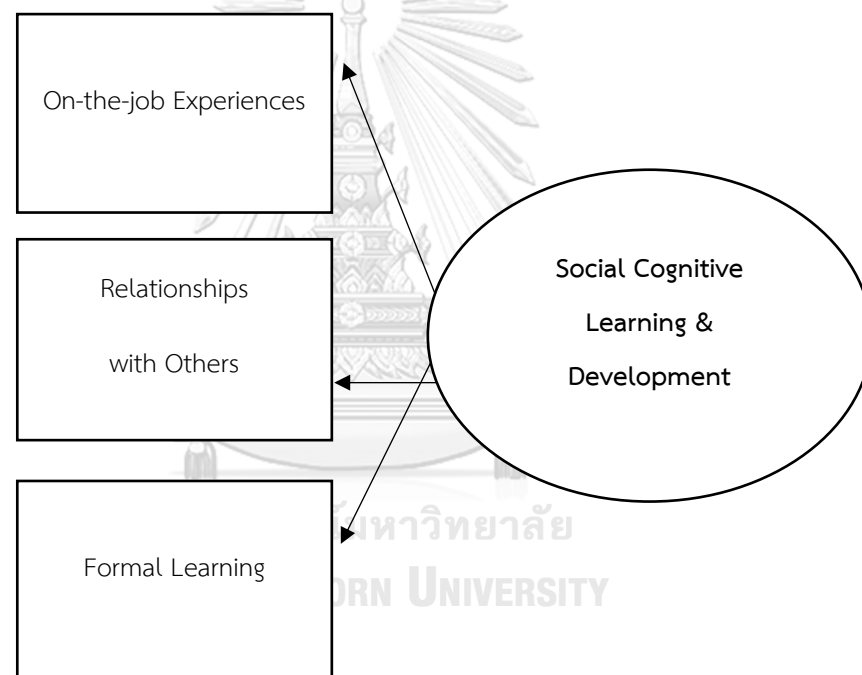 On-the-job Experiences
Relationships
with Others
Social Cognitive
Learning &
Development
Formal Learning
มหาวิทยาลัย
ORN UNIVERSITY